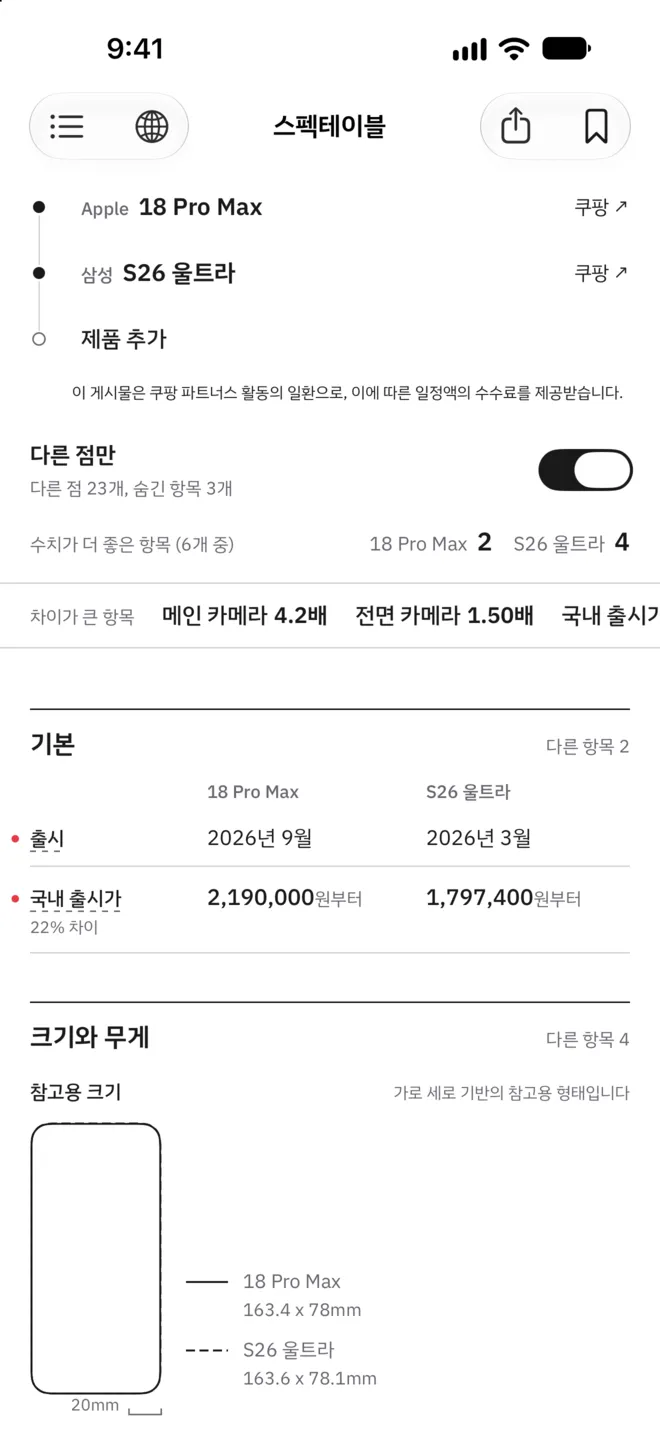 9:41
스펙테이블
Apple 18 Pro Max 쿠팡 ↗
삼성 S26 울트라 쿠팡 ↗
제품 추가
이 게시물은 쿠팡 파트너스 활동의 일환으로, 이에 따른 일정액의 수수료를 제공받습니다.
다른 점만
다른 점 23개, 숨긴 항목 3개
수치가 더 좋은 항목 (6개 중) 18 Pro Max 2 S26 울트라 4
차이가 큰 항목 메인 카메라 4.2배 전면 카메라 1.50배 국내 출시가
기본 다른 항목 2
18 Pro Max S26 울트라
출시 2026년 9월 2026년 3월
국내 출시가 2,190,000원부터 1,797,400원부터
22% 차이
크기와 무게 다른 항목 4
참고용 크기 가로 세로 기반의 참고용 형태입니다
18 Pro Max
163.4 x 78mm
S26 울트라
163.6 x 78.1mm
20mm